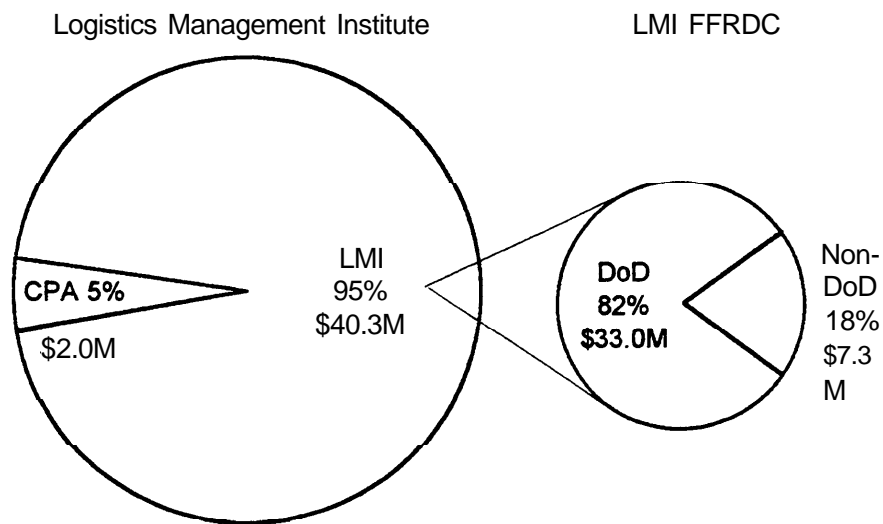 Logistics Management Institute
LMI FFRDC
CPA 5%
$2.0M
LMI
95%
$40.3M
DoD
82%
$33.0M
Non-
DoD
18%
$7.3
M